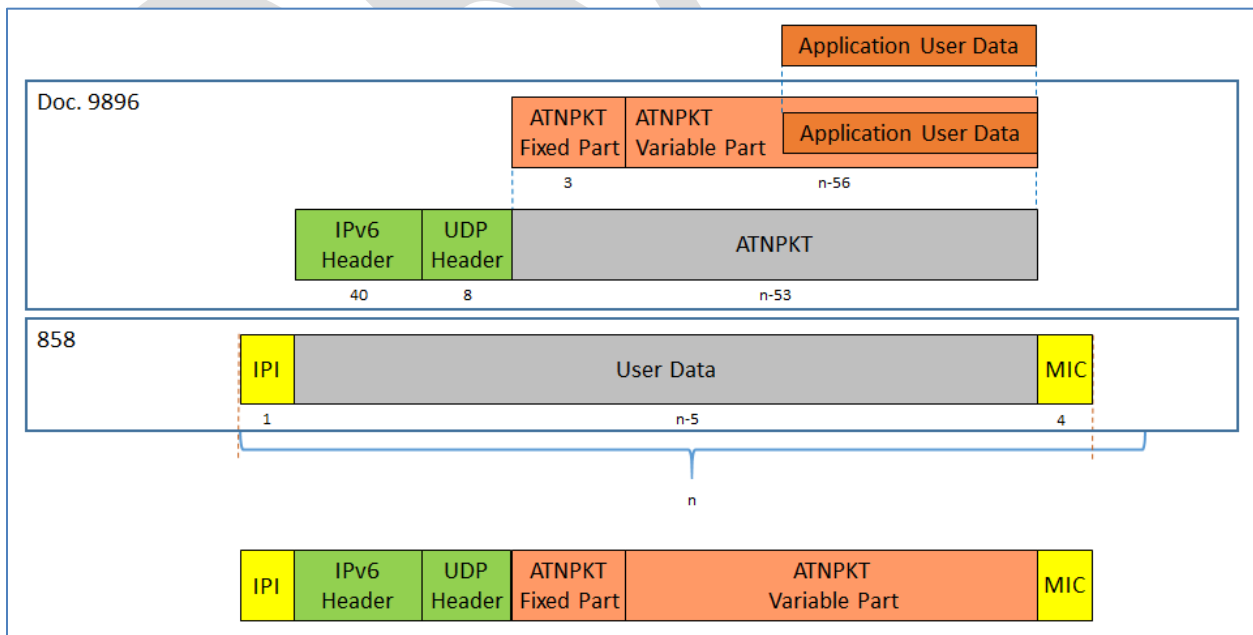 Application User Data
Doc. 9896
ATNPKT
Fixed Part
ATNPKT
Variable Part
Application User Data
3
n-56
IPv6
Header
UDP
Header
ATNPKT
40
8
n-53
858
IPI
User Data
MIC
1
n-5
4
n
IPI
IPv6
Header
UDP
Header
ATNPKT
Fixed Part
ATNPKT
Variable Part
MIC